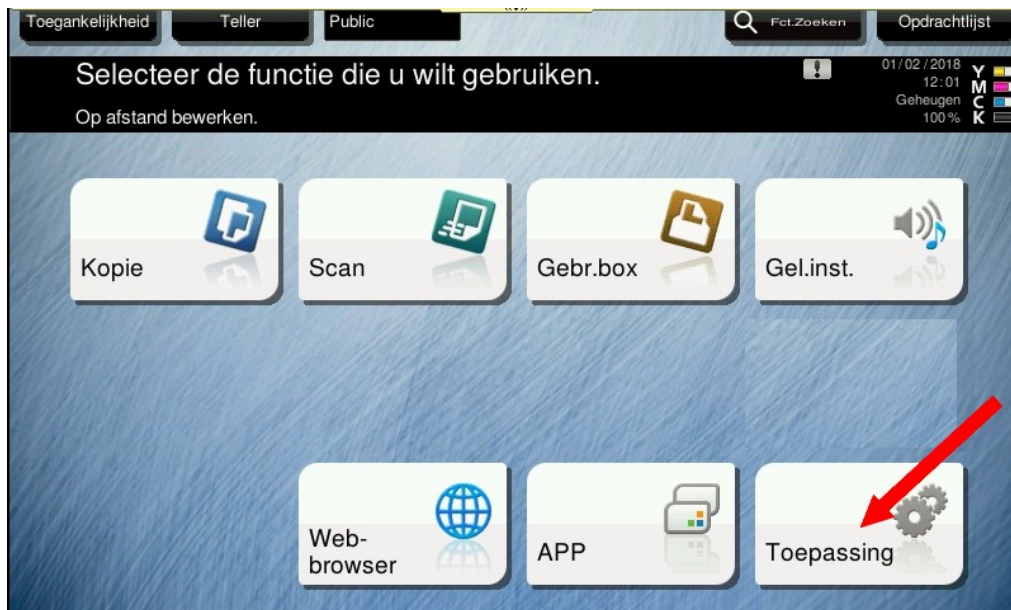 Toegankelijkheid
Teller
Public
Fct.Zoeken
Opdrachtlijst
Selecteer de functie die u wilt gebruiken.
Op afstand bewerken.
01/02/2018
12:01
Geheugen
100 %
Y
M
C
K
Kopie
Scan
Gebr.box
Gel.inst.
Web-
browser
APP
Toepassing